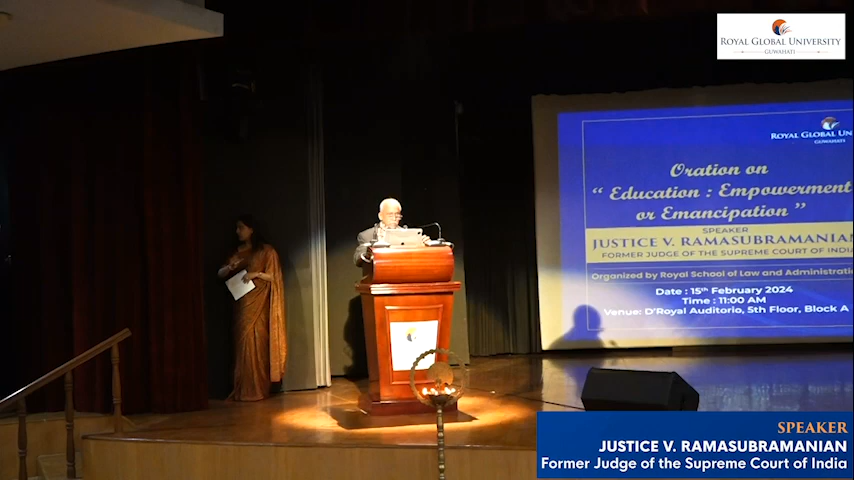 ROYAL GLOBAL UNIVERSITY
GUWAHATI
ROYAL GLOBAL UN
GUWAHATI
Oration on
“ Education : Empowerment
or Emancipation ”
SPEAKER
JUSTICE V. RAMASUBRAMANIAN
FORMER JUDGE OF THE SUPREME COURT OF INDIA
Organized by Royal School of Law and Administratio
Date : 15th February 2024
Time : 11:00 AM
Venue: D'Royal Auditorio, 5th Floor, Block A
SPEAKER
JUSTICE V. RAMASUBRAMANIAN
Former Judge of the Supreme Court of India